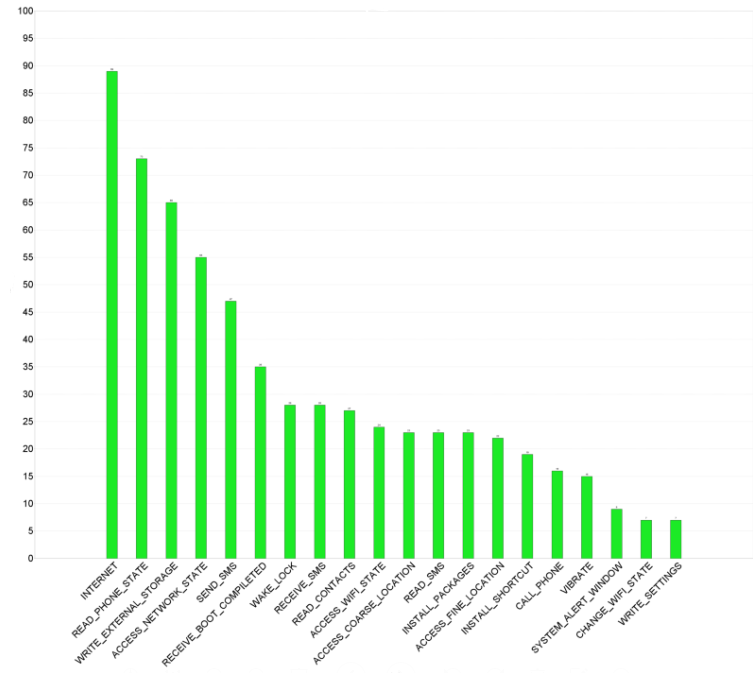 100
95
90
85
80
75
70
65
60
55
50
45
40
35
30
25
20
15
10
5
0
INTERNET
READ_PHONE_STATE
WRITE_EXTERNAL_STORAGE
ACCESS_NETWORK_STATE
SEND_SMS
RECEIVE_BOOT_COMPILETED
WAKE_LOCK
RECEIVE_SMS
READ_CONTACTS
ACCESS_WIFI_STATE
ACCESS_COARSE_LOCATION
READ_SMS
INSTALL_PACKAGES
ACCESS_FINE_LOCATION
INSTALL_SHORTCUT
CALL_PHONE
VIBRATE
SYSTEM_ALERT_WINDOW
CHANGE_WIFI_STATE
WRITE_SETTINGS